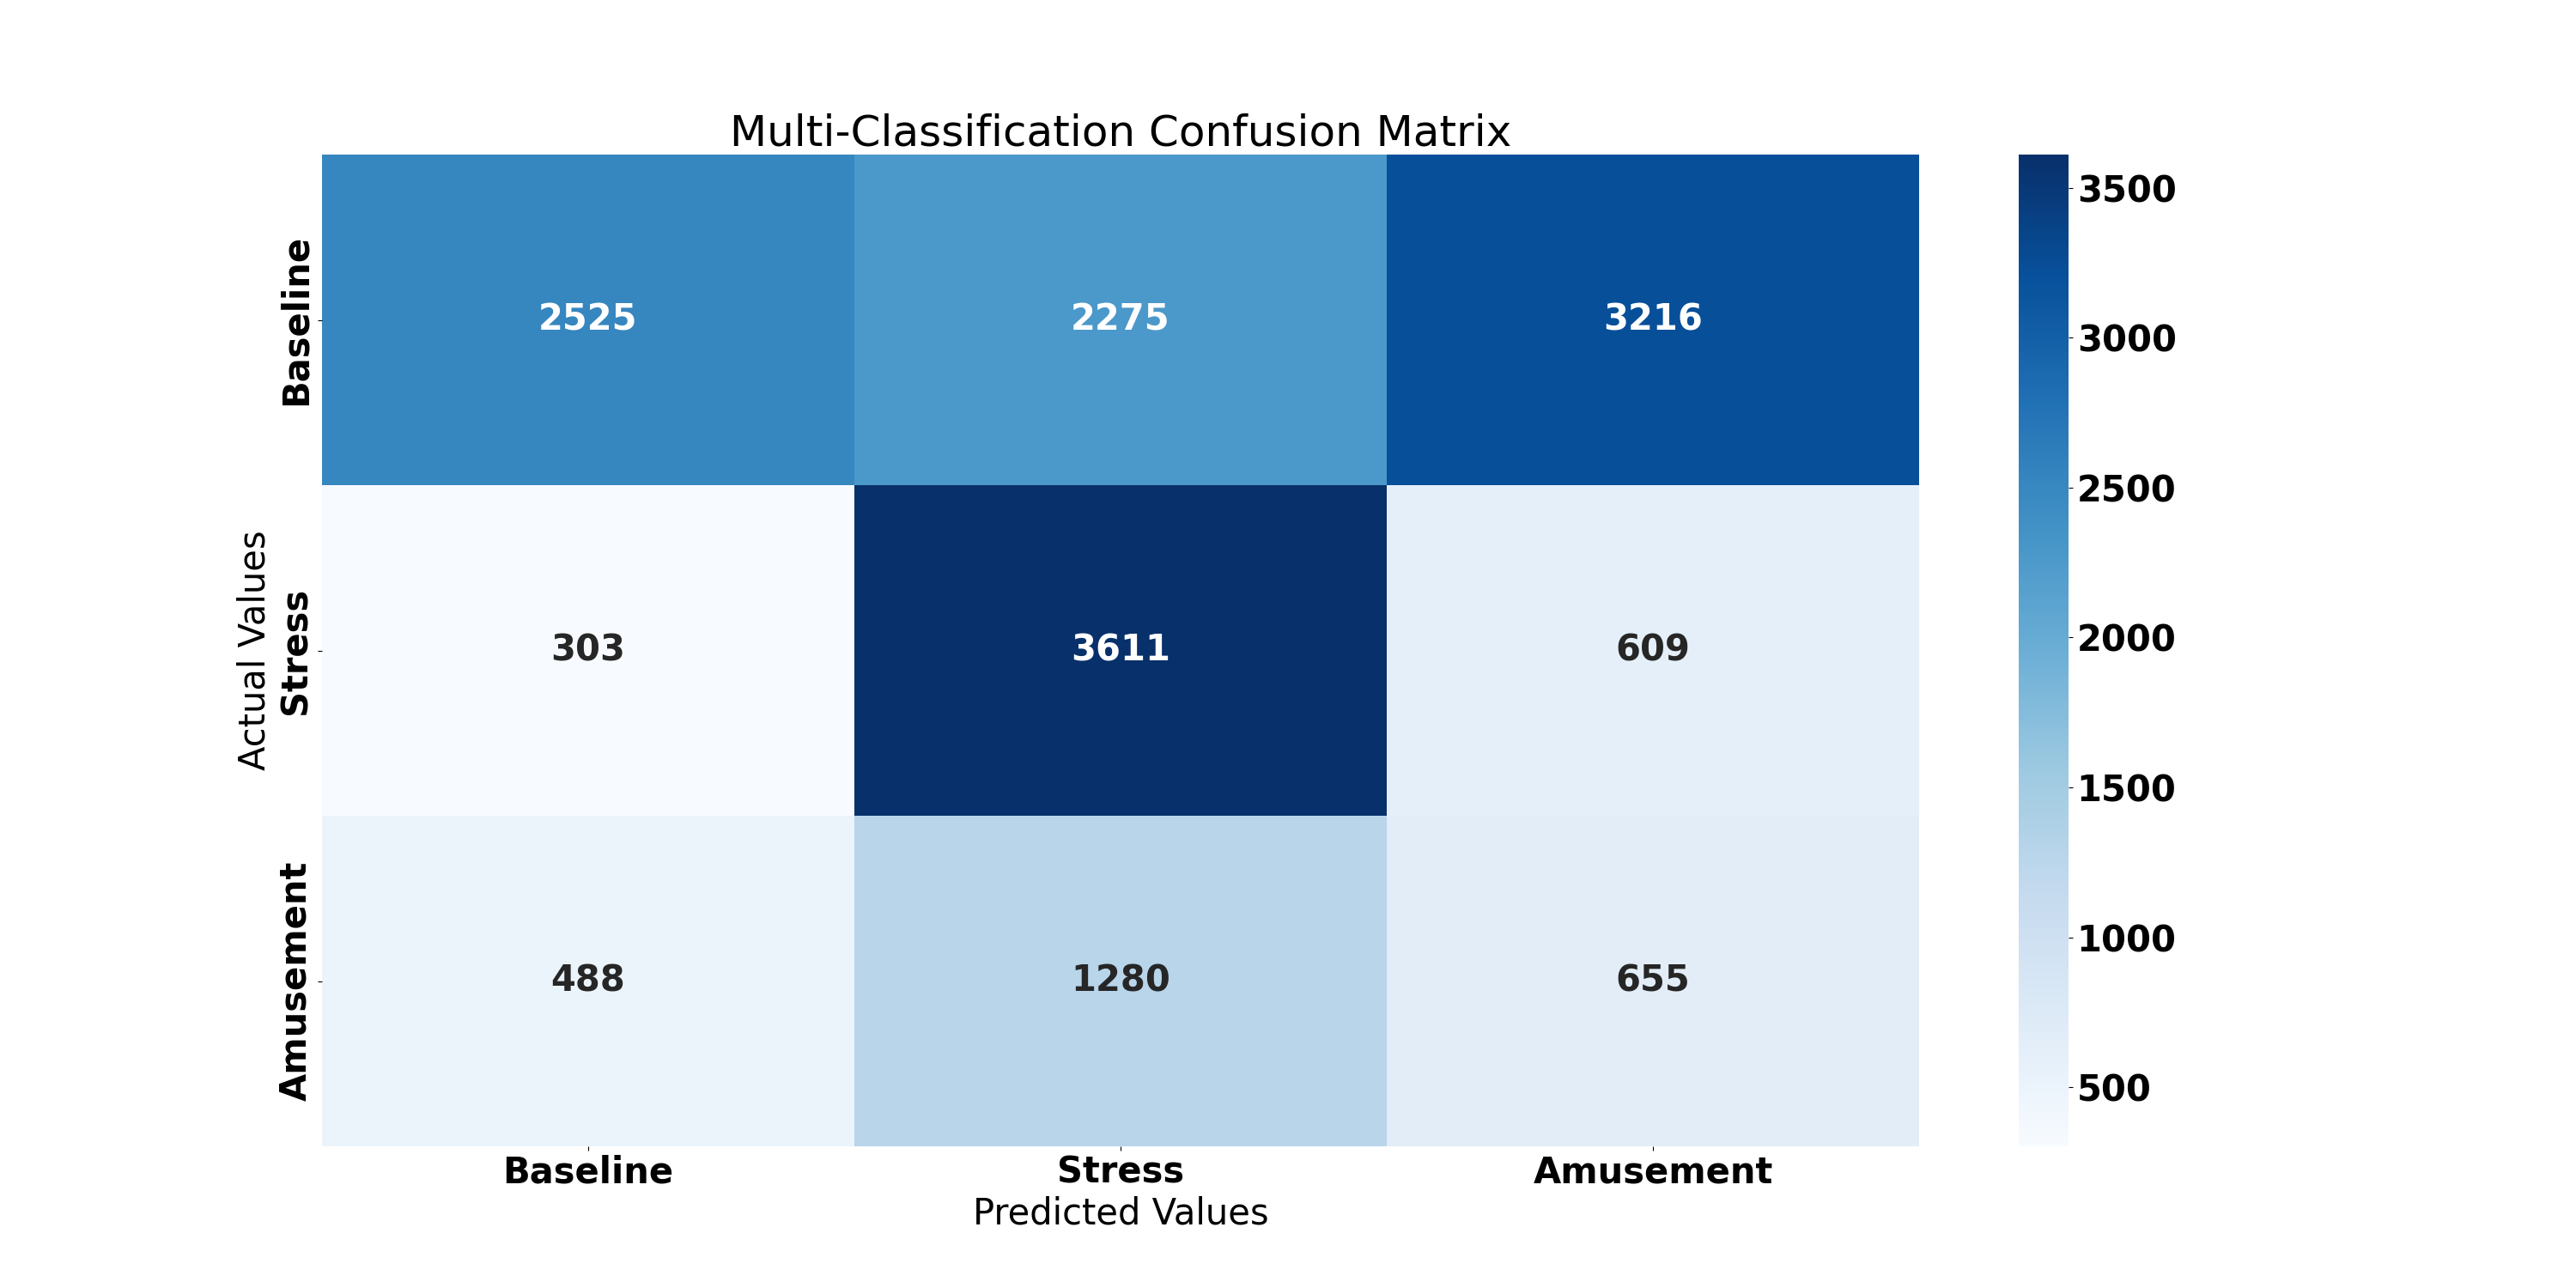 Multi-Classification Confusion Matrix
Actual Values
Baseline
2525 2275 3216
Stress
303 3611 609
Amusement
488 1280 655
Baseline Stress Amusement
Predicted Values
3500
3000
2500
2000
1500
1000
500